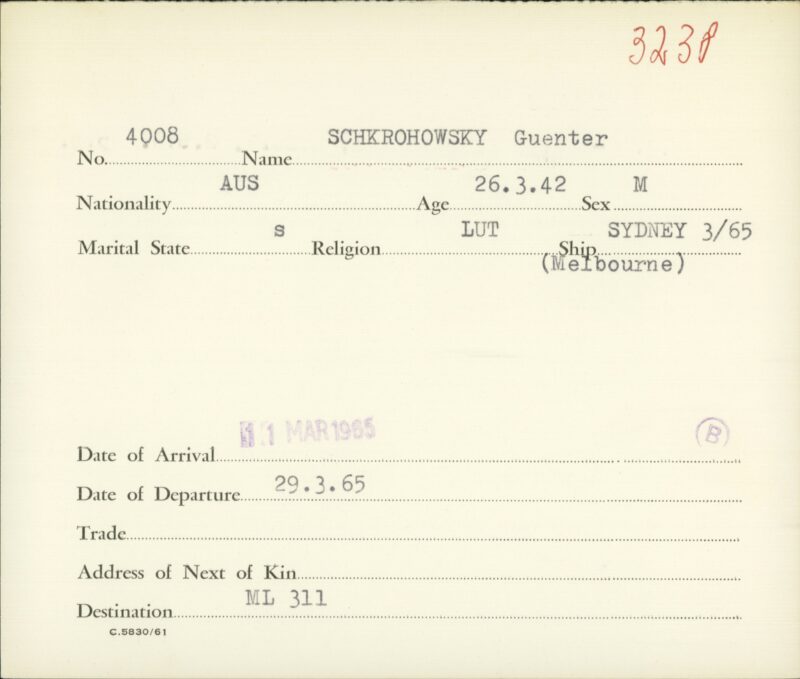 3238
No. 4008 Name SCHKROHOWSKY Guenter
Nationality AUS Age 26.3.42 Sex M
Marital State s Religion LUT Ship SYDNEY 3/65
(Melbourne)
Date of Arrival 11 MAR 1965 B
Date of Departure 29.3.65
Trade
Address of Next of Kin
Destination ML 311
C.5830/61